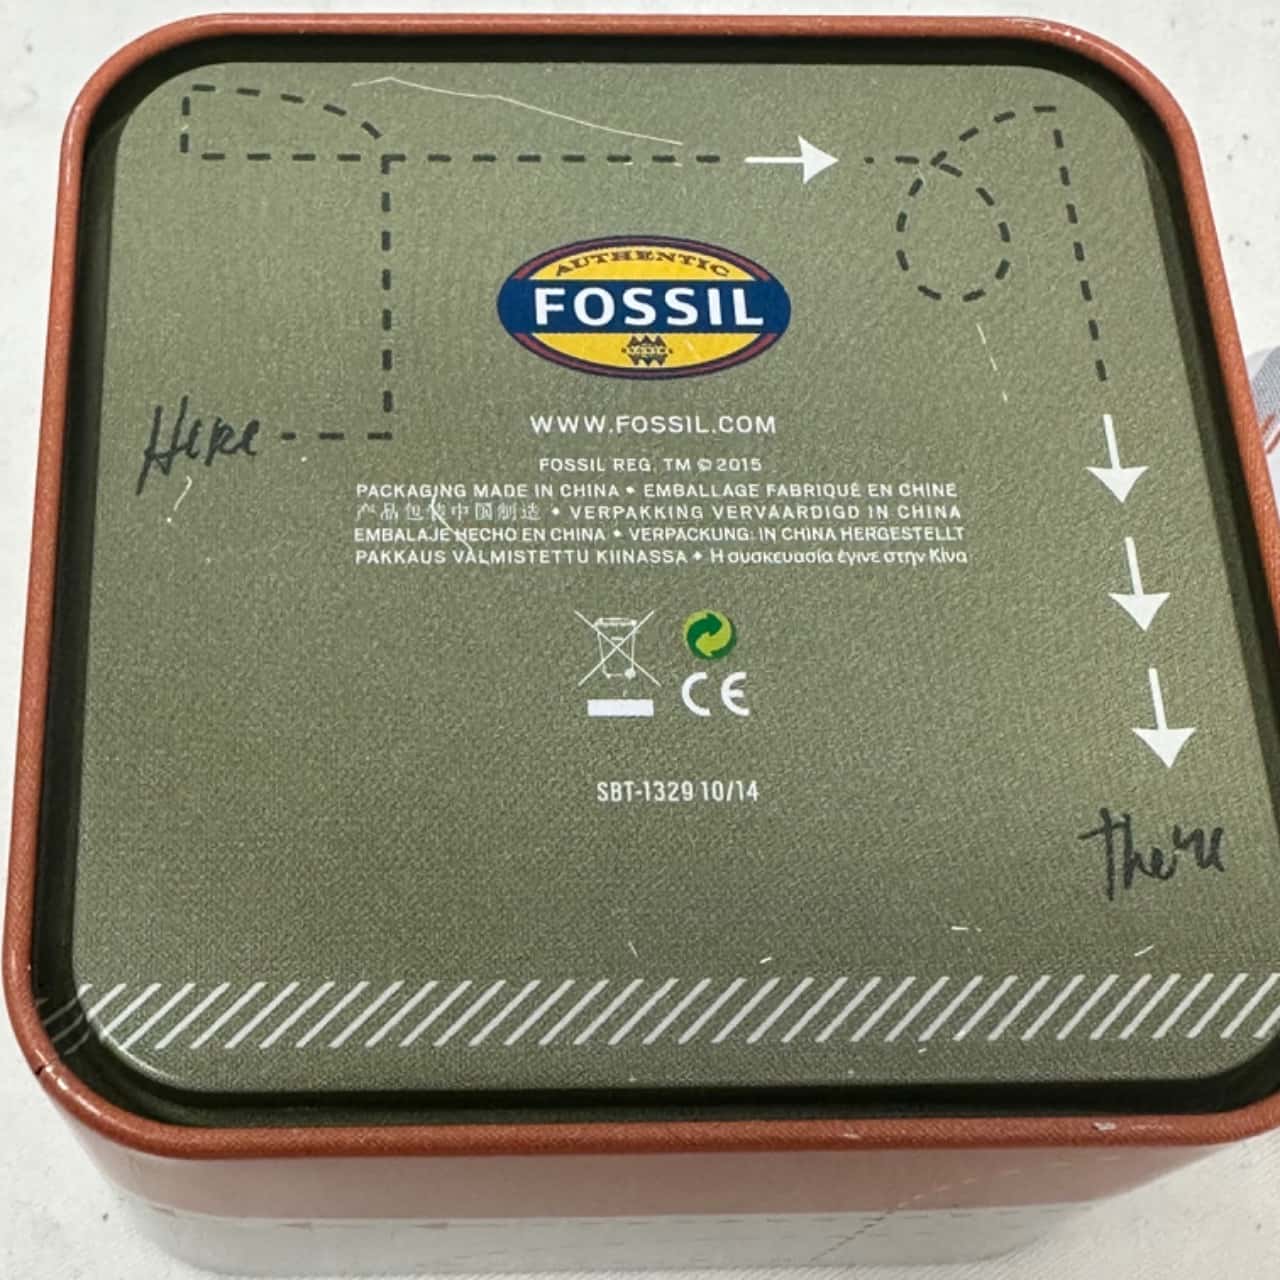 AUTHENTIC
FOSSIL
Here
WWW.FOSSIL.COM
FOSSIL REG. TM © 2015
PACKAGING MADE IN CHINA • EMBALLAGE FABRIQUÉ EN CHINE
产品包装中国制造 • VERPAKKING VERVAARDIGD IN CHINA
EMBALAJE HECHO EN CHINA • VERPACKUNG: IN CHINA HERGESTELLT
PAKKAUS VALMISTETTU KIINASSA • Η συσκευασία έγινε στην Κίνα
CE
SBT-1329 10/14
There